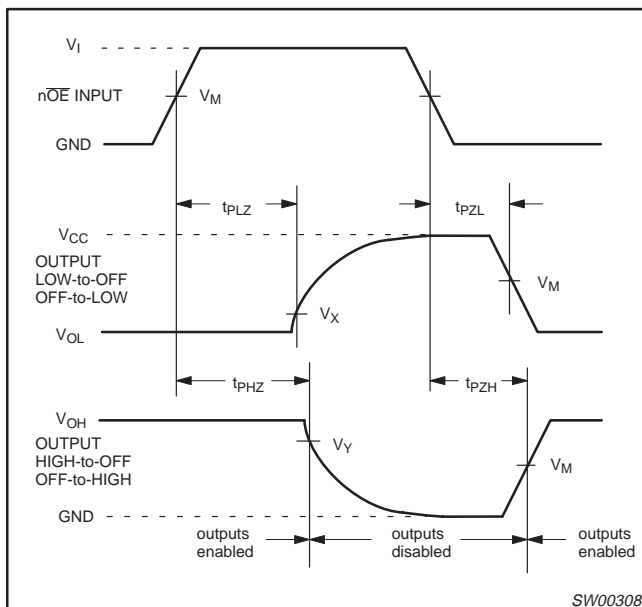 V_I
nO̅E̅ INPUT
V_M
GND
t_PLZ
t_PZL
V_CC
OUTPUT
LOW-to-OFF
OFF-to-LOW
V_M
V_X
V_OL
t_PHZ
t_PZH
V_OH
OUTPUT
HIGH-to-OFF
OFF-to-HIGH
V_Y
V_M
GND
outputs
enabled
outputs
disabled
outputs
enabled
SW00308